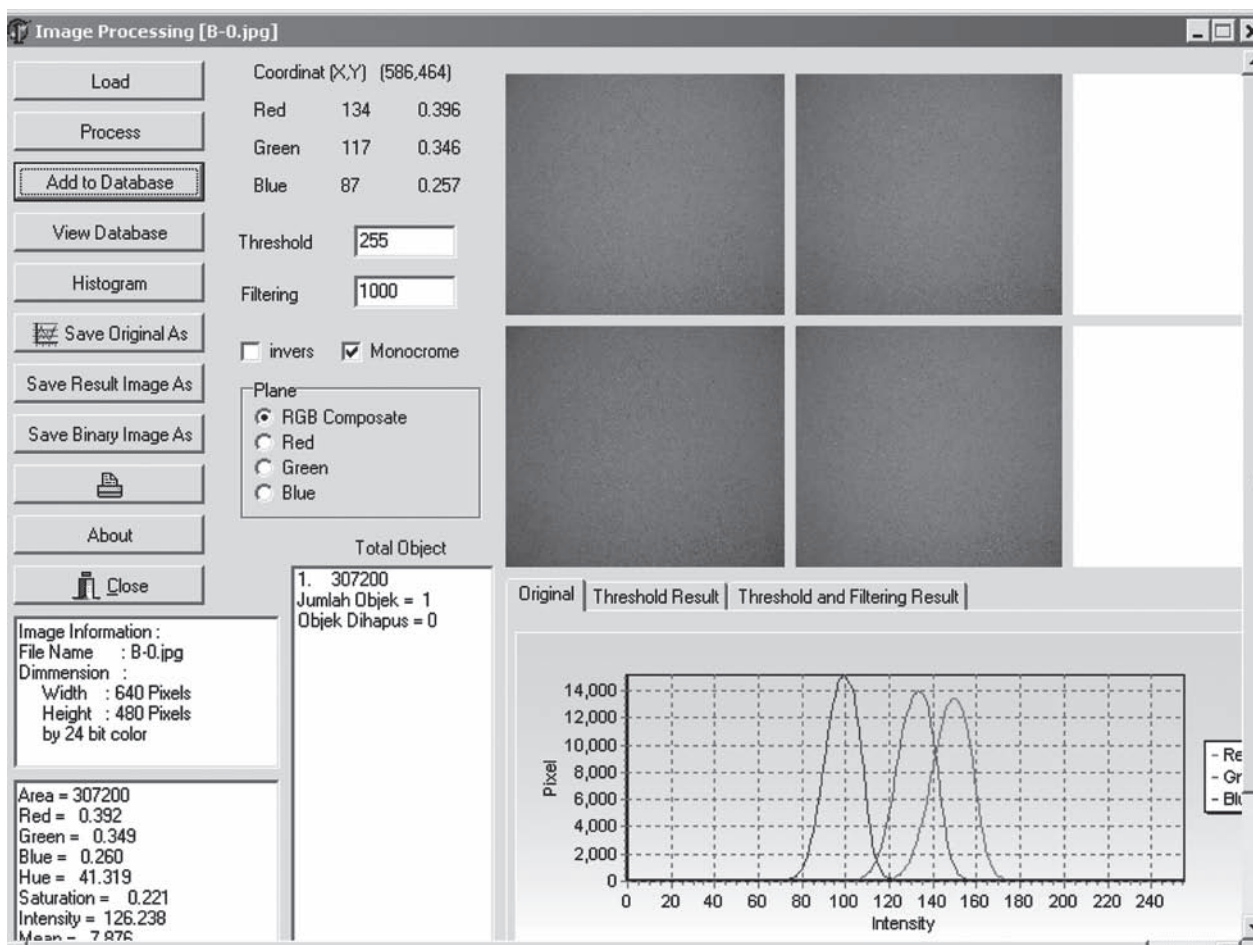 Image Processing [B-0.jpg]
Load
Process
Add to Database
View Database
Histogram
Save Original As
Save Result Image As
Save Binary Image As
About
Close
Coordinat (X,Y) (586,464)
Red 134 0.396
Green 117 0.346
Blue 87 0.257
Threshold 255
Filtering 1000
invers Monocrome
Plane
RGB Composate
Red
Green
Blue
Total Object
1. 307200
Jumlah Objek = 1
Objek Dihapus = 0
Image Information :
File Name : B-0.jpg
Dimmension :
Width : 640 Pixels
Height : 480 Pixels
by 24 bit color
Area = 307200
Red = 0.392
Green = 0.349
Blue = 0.260
Hue = 41.319
Saturation = 0.221
Intensity = 126.238
Mean = 7.876
Original Threshold Result Threshold and Filtering Result
Pixel
14,000
12,000
10,000
8,000
6,000
4,000
2,000
0
0 20 40 60 80 100 120 140 160 180 200 220 240
Intensity
- Re
- Gr
- Blu